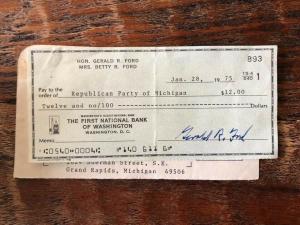 HON. GERALD R. FORD
MRS. BETTY B. FORD
893
Jan. 28, 1975
Pay to the
order of Republican Party of Michigan $12.00
Twelve and no/100 Dollars
THE FIRST NATIONAL BANK
OF WASHINGTON
WASHINGTON, D. C.
Memo
Gerald R. Ford
Grand Rapids, Michigan 49506